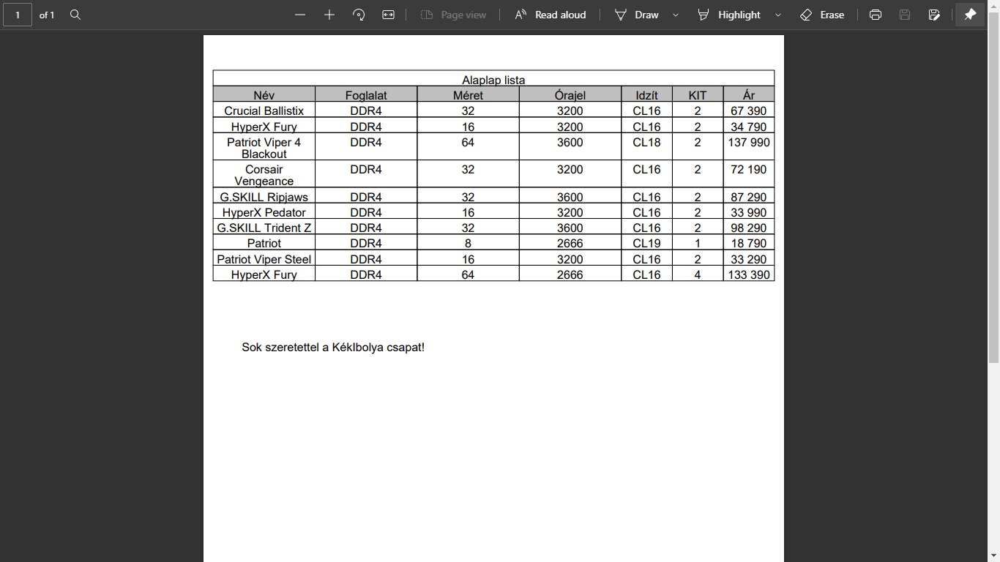 1 of 1 Page view Read aloud Draw Highlight Erase
Alaplap lista
Név Foglalat Méret Órajel Idzít KIT Ár
Crucial Ballistix DDR4 32 3200 CL16 2 67 390
HyperX Fury DDR4 16 3200 CL16 2 34 790
Patriot Viper 4 DDR4 64 3600 CL18 2 137 990
Blackout
Corsair DDR4 32 3200 CL16 2 72 190
Vengeance
G.SKILL Ripjaws DDR4 32 3600 CL16 2 87 290
HyperX Pedator DDR4 16 3200 CL16 2 33 990
G.SKILL Trident Z DDR4 32 3600 CL16 2 98 290
Patriot DDR4 8 2666 CL19 1 18 790
Patriot Viper Steel DDR4 16 3200 CL16 2 33 290
HyperX Fury DDR4 64 2666 CL16 4 133 390
Sok szeretettel a KékIbolya csapat!